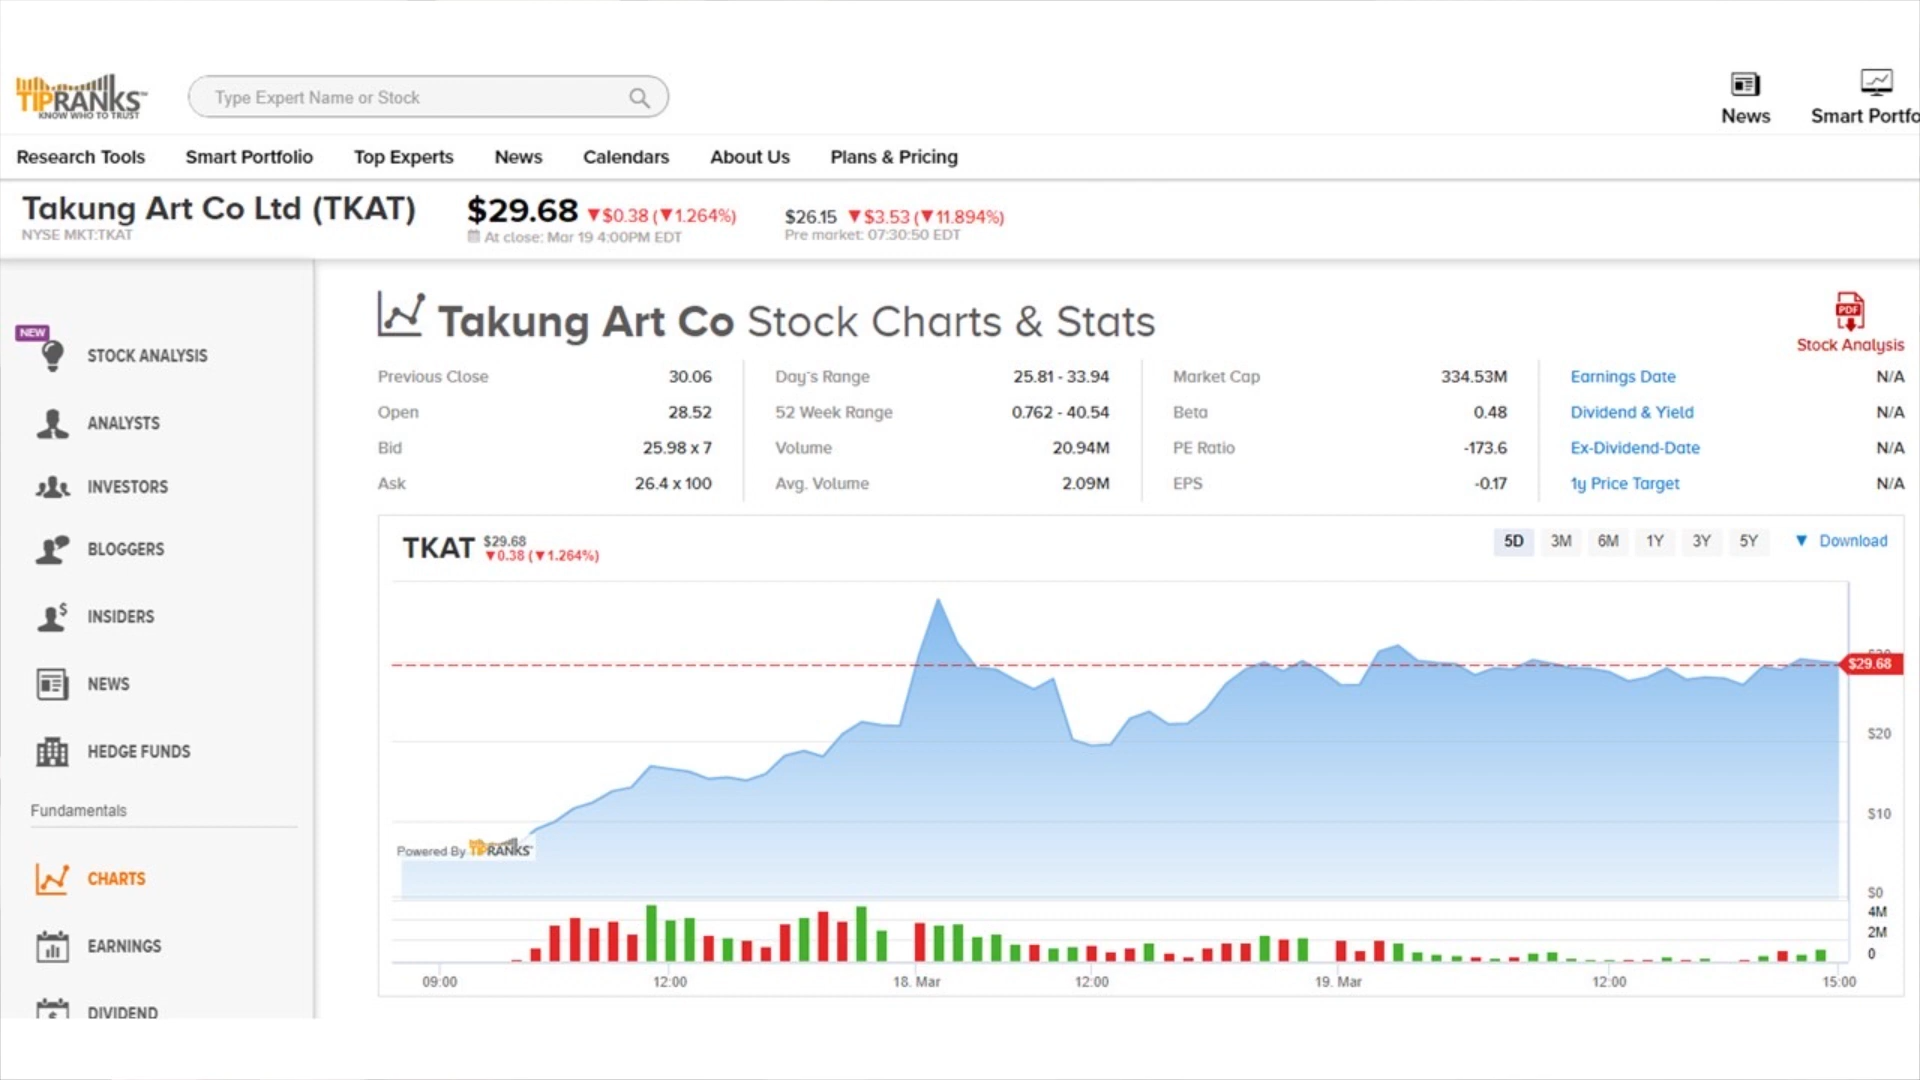 TIPRANKS
KNOW WHO TO TRUST
Type Expert Name or Stock
News
Smart Portfo
Research Tools Smart Portfolio Top Experts News Calendars About Us Plans & Pricing
Takung Art Co Ltd (TKAT) $29.68 ▼$0.38 (▼1.264%) $26.15 ▼$3.53 (▼11.894%)
NYSE MKT:TKAT At close: Mar 19 4:00PM EDT Pre market: 07:30:50 EDT
NEW
STOCK ANALYSIS
ANALYSTS
INVESTORS
BLOGGERS
INSIDERS
NEWS
HEDGE FUNDS
Fundamentals
CHARTS
EARNINGS
DIVIDEND
Takung Art Co Stock Charts & Stats
PDF
Stock Analysis
Previous Close 30.06 Day's Range 25.81 - 33.94 Market Cap 334.53M Earnings Date N/A
Open 28.52 52 Week Range 0.762 - 40.54 Beta 0.48 Dividend & Yield N/A
Bid 25.98 x 7 Volume 20.94M PE Ratio -173.6 Ex-Dividend-Date N/A
Ask 26.4 x 100 Avg. Volume 2.09M EPS -0.17 1y Price Target N/A
TKAT $29.68
▼0.38 (▼1.264%)
5D 3M 6M 1Y 3Y 5Y ▼ Download
$29.68
$20
$10
$0
4M
2M
0
Powered By TIPRANKS
09:00 12:00 18. Mar 12:00 19. Mar 12:00 15:00